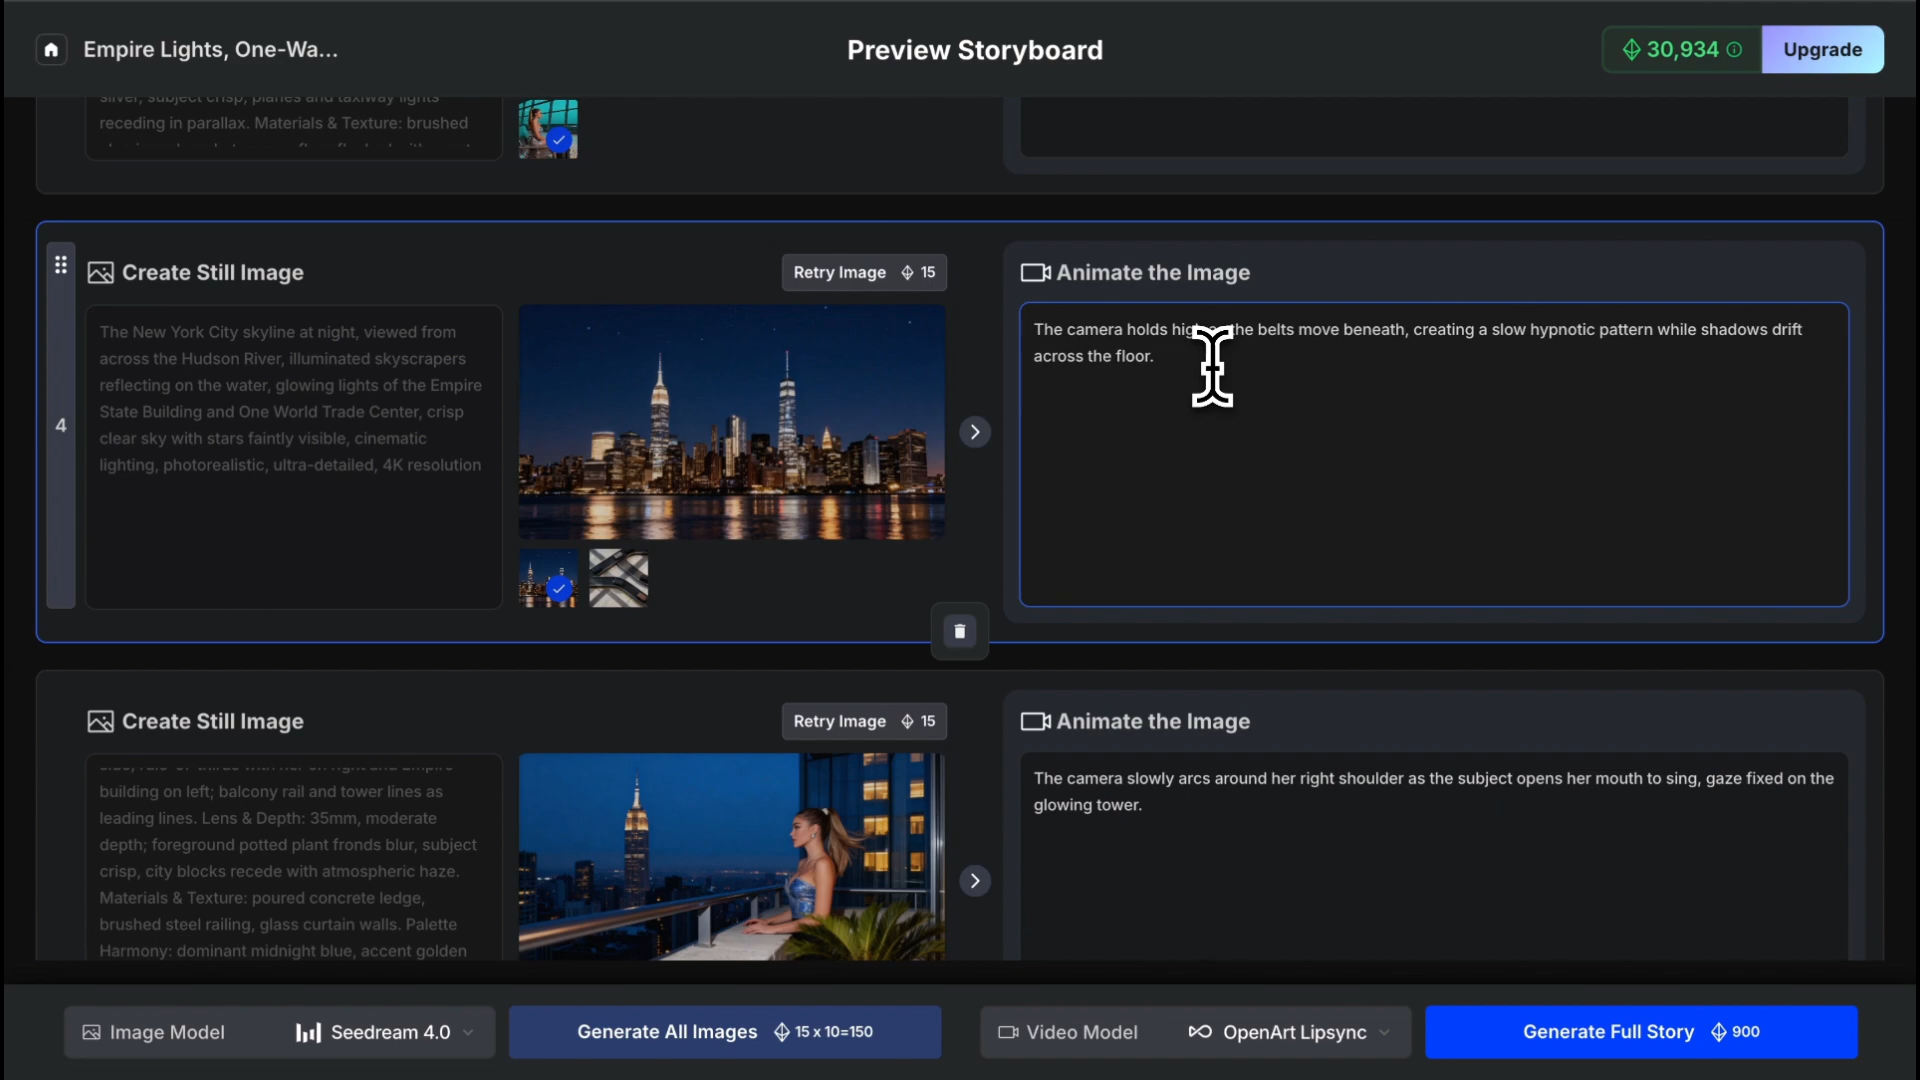 Empire Lights, One-Wa...
Preview Storyboard
30,934
Upgrade
silver, subject crisp, planes and taxiway lights
receding in parallax. Materials & Texture: brushed
Create Still Image
Retry Image 15
Animate the Image
4
The New York City skyline at night, viewed from
across the Hudson River, illuminated skyscrapers
reflecting on the water, glowing lights of the Empire
State Building and One World Trade Center, crisp
clear sky with stars faintly visible, cinematic
lighting, photorealistic, ultra-detailed, 4K resolution
The camera holds the belts move beneath, creating a slow hypnotic pattern while shadows drift
across the floor.
Create Still Image
Retry Image 15
Animate the Image
building on left; balcony rail and tower lines as
leading lines. Lens & Depth: 35mm, moderate
depth; foreground potted plant fronds blur, subject
crisp, city blocks recede with atmospheric haze.
Materials & Texture: poured concrete ledge,
brushed steel railing, glass curtain walls. Palette
Harmony: dominant midnight blue, accent golden
The camera slowly arcs around her right shoulder as the subject opens her mouth to sing, gaze fixed on the
glowing tower.
Image Model
Seedream 4.0
Generate All Images 15 x 10=150
Video Model
OpenArt Lipsync
Generate Full Story 900